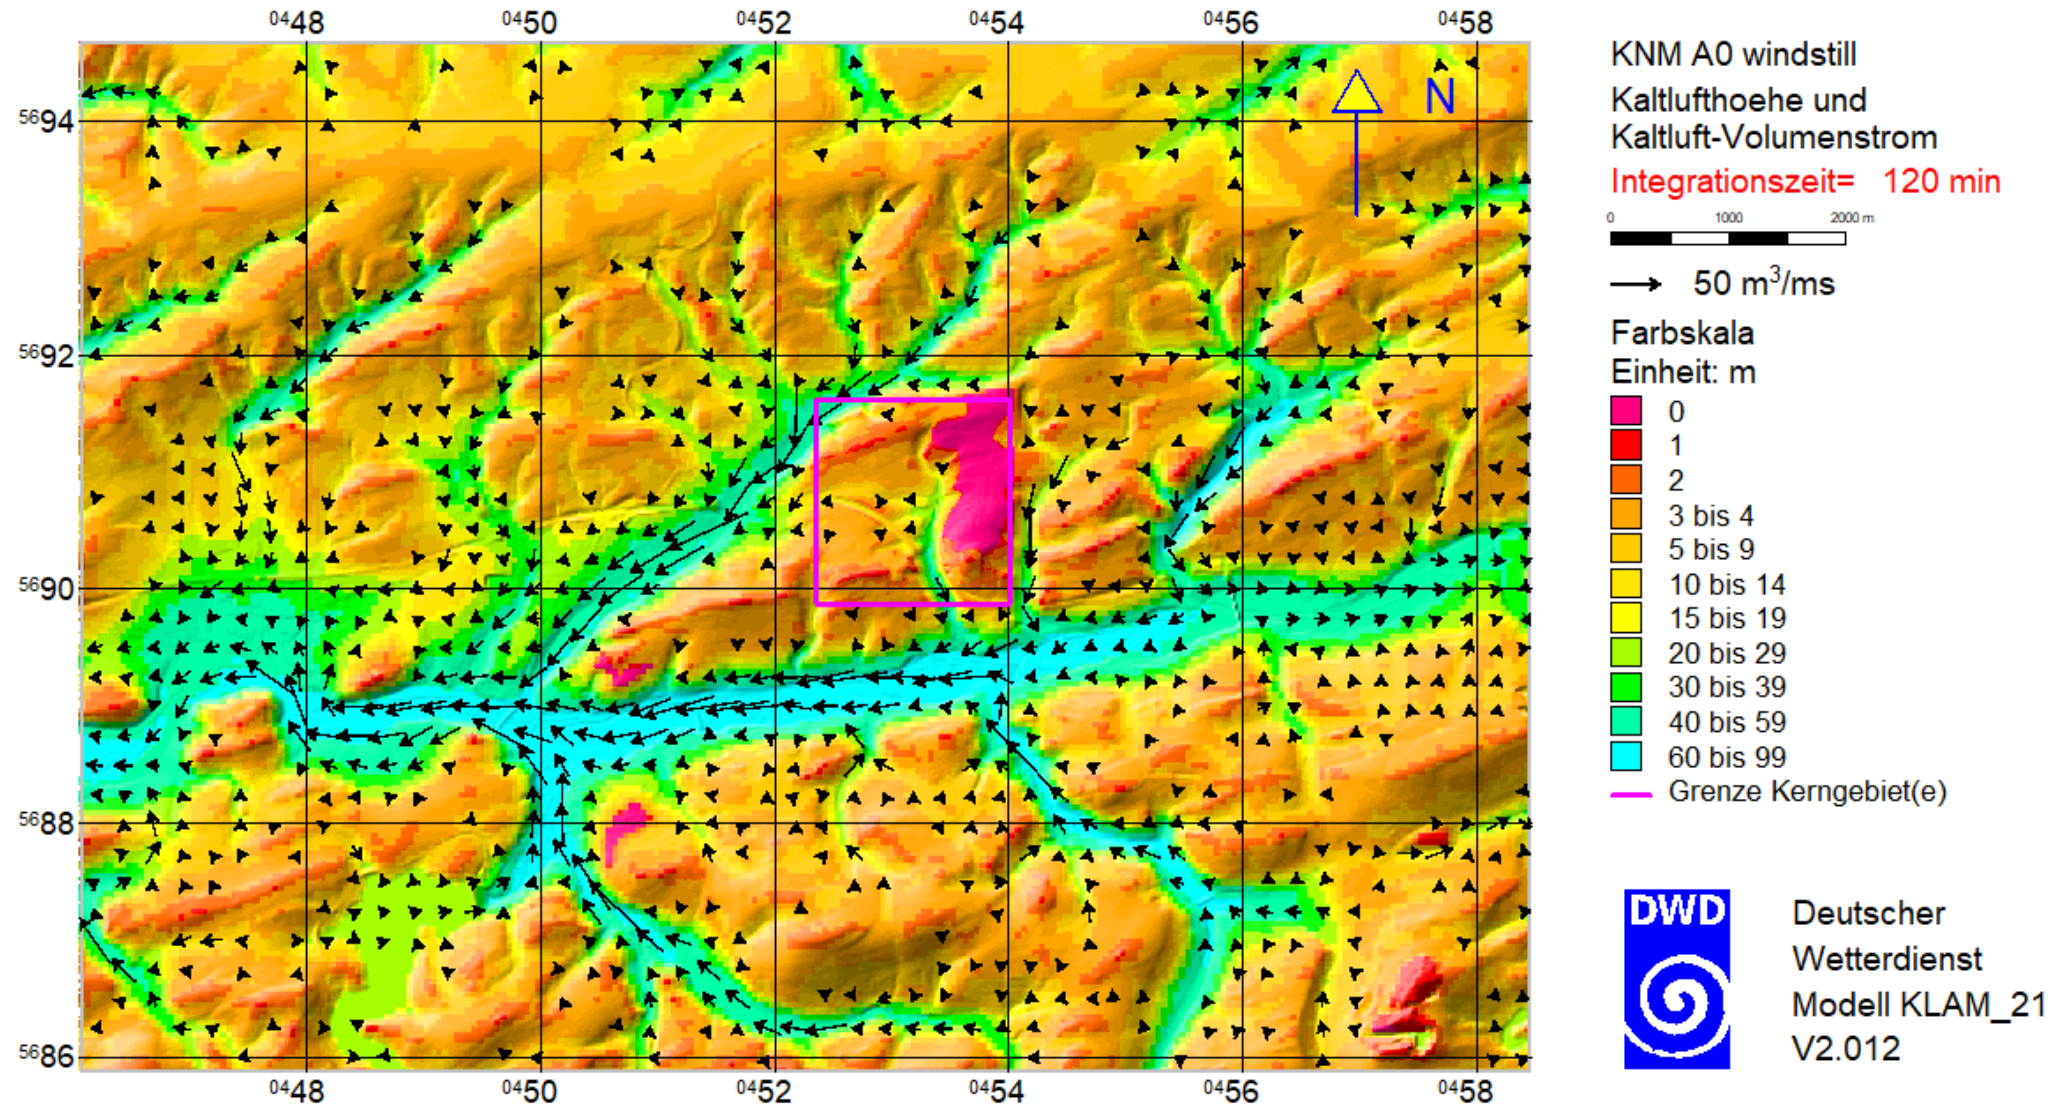 0448 0450 0452 0454 0456 0458
5694
5692
5690
5688
5686
0448 0450 0452 0454 0456 0458
N
KNM A0 windstill
Kaltlufthoehe und
Kaltluft-Volumenstrom
Integrationszeit= 120 min
0 1000 2000 m
50 m³/ms
Farbskala
Einheit: m
0
1
2
3 bis 4
5 bis 9
10 bis 14
15 bis 19
20 bis 29
30 bis 39
40 bis 59
60 bis 99
Grenze Kerngebiet(e)
DWD
Deutscher
Wetterdienst
Modell KLAM_21
V2.012